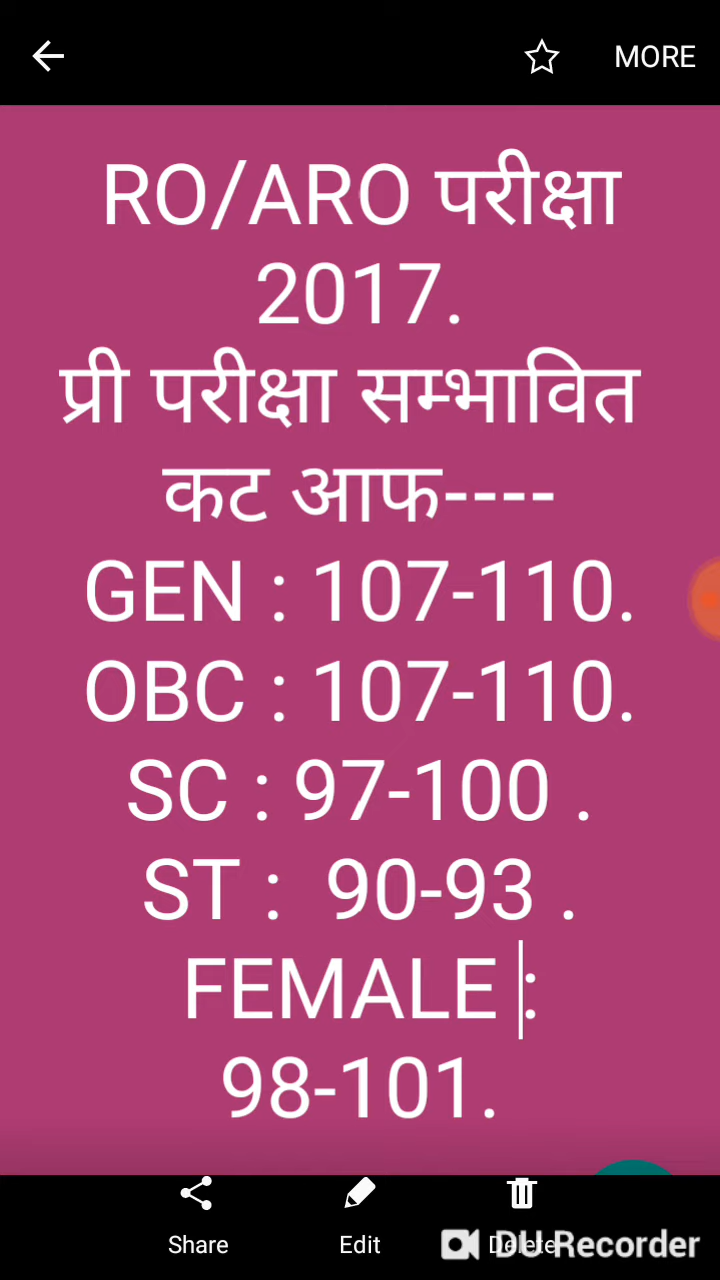 MORE
RO/ARO परीक्षा
2017.
प्री परीक्षा सम्भावित
कट आफ----
GEN : 107-110.
OBC : 107-110.
SC : 97-100 .
ST : 90-93 .
FEMALE :
98-101.
Share Edit Delete
DU Recorder